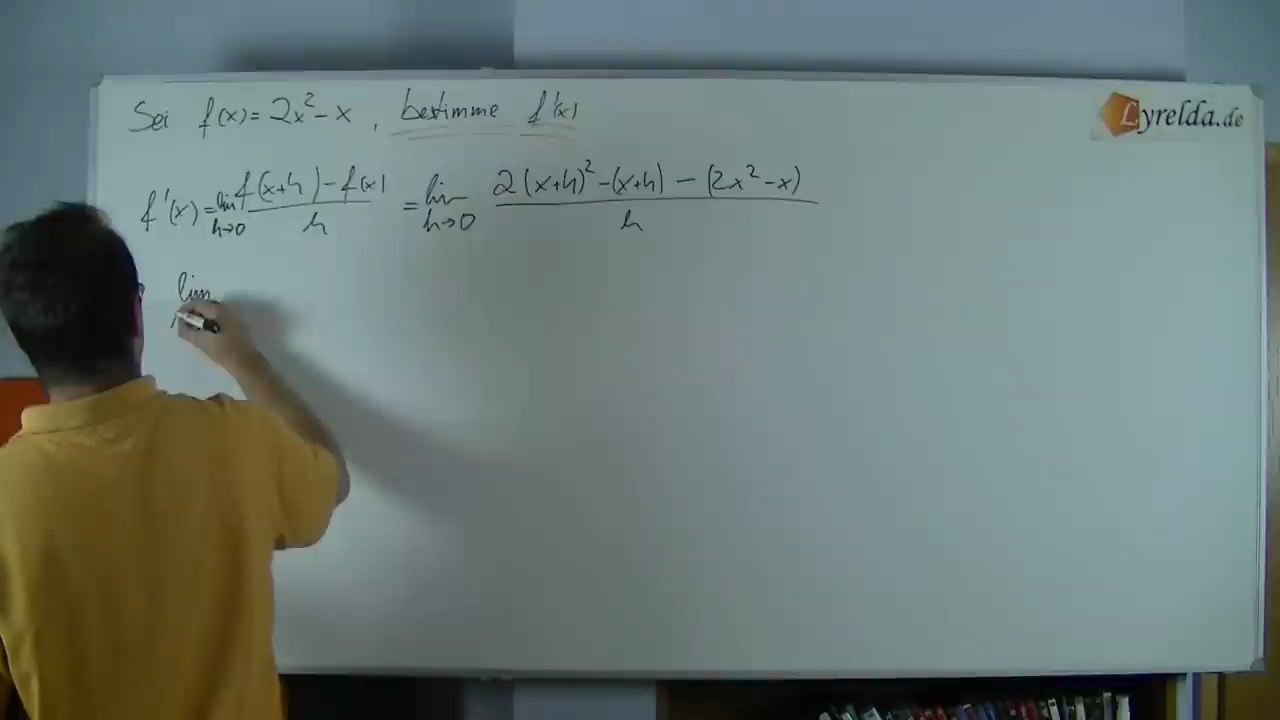 Sei f(x) = 2x² - x , bestimme f'(x)
Lyrelda.de
f'(x) = lim h→0 f(x+h) - f(x) / h = lim h→0 2(x+h)² - (x+h) - (2x² - x) / h
lim